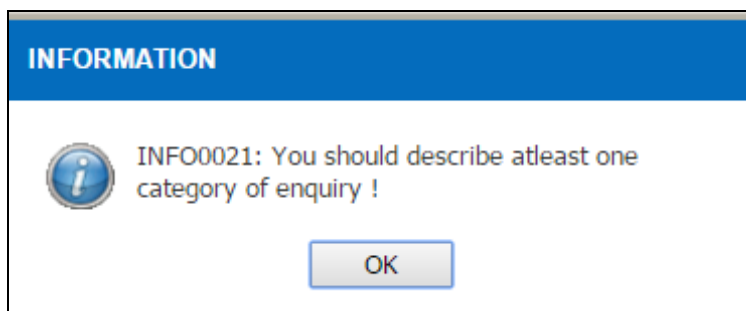 INFORMATION
INFO0021: You should describe atleast one
category of enquiry !
OK